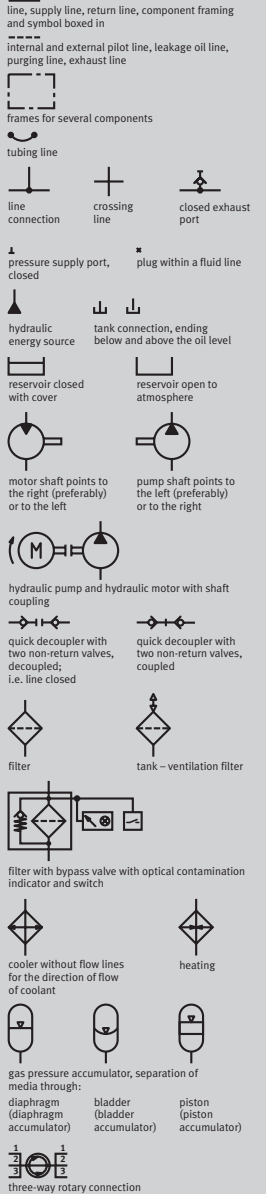 line, supply line, return line, component framing
and symbol boxed in
internal and external pilot line, leakage oil line,
purging line, exhaust line
frames for several components
tubing line
line
connection
crossing
line
closed exhaust
port
pressure supply port,
closed
plug within a fluid line
hydraulic
energy source
tank connection, ending
below and above the oil level
reservoir closed
with cover
reservoir open to
atmosphere
motor shaft points to
the right (preferably)
or to the left
pump shaft points to
the left (preferably)
or to the right
M
hydraulic pump and hydraulic motor with shaft
coupling
quick decoupler with
two non-return valves,
decoupled;
i.e. line closed
quick decoupler with
two non-return valves,
coupled
filter
tank – ventilation filter
filter with bypass valve with optical contamination
indicator and switch
cooler without flow lines
for the direction of flow
of coolant
heating
gas pressure accumulator, separation of
media through:
diaphragm
(diaphragm
accumulator)
bladder
(bladder
accumulator)
piston
(piston
accumulator)
1 1
2 2
3 3
three-way rotary connection